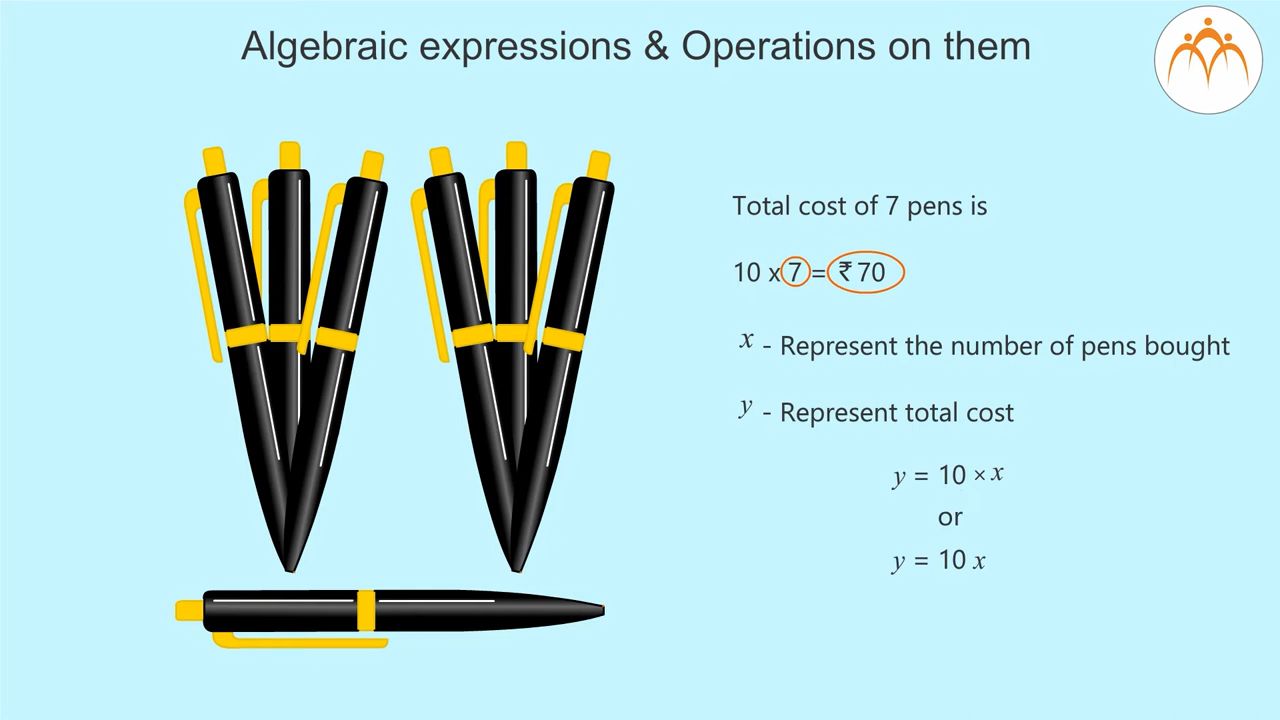 Algebraic expressions & Operations on them
Total cost of 7 pens is
10 x 7 = ₹ 70
x - Represent the number of pens bought
y - Represent total cost
y = 10 × x
or
y = 10 x